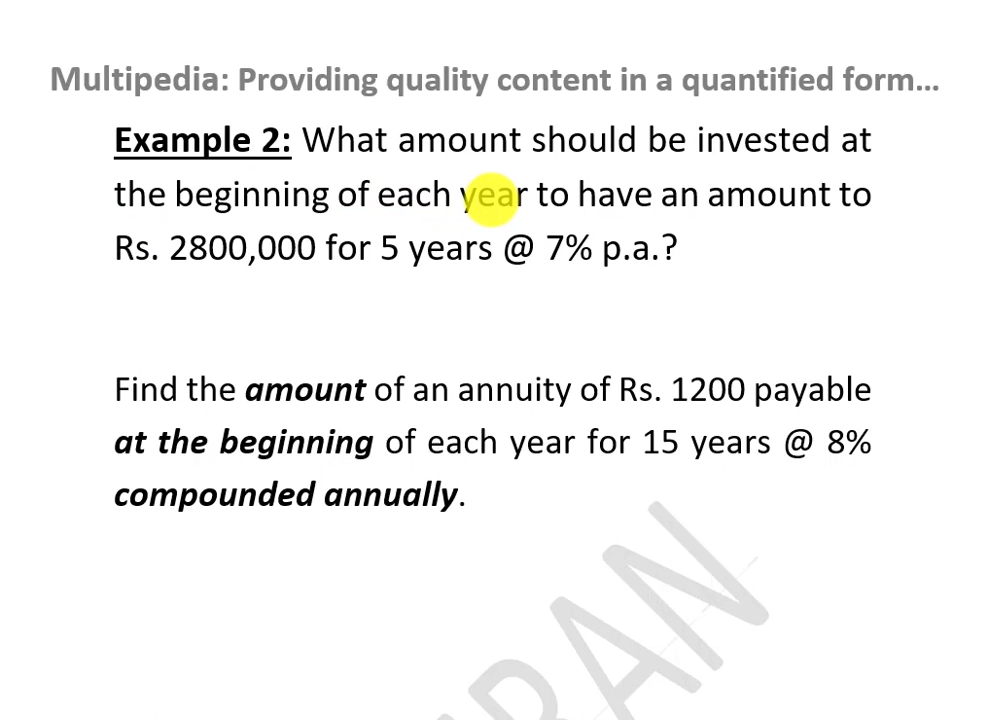 Multipedia: Providing quality content in a quantified form...
Example 2: What amount should be invested at
the beginning of each year to have an amount to
Rs. 2800,000 for 5 years @ 7% p.a.?
Find the amount of an annuity of Rs. 1200 payable
at the beginning of each year for 15 years @ 8%
compounded annually.